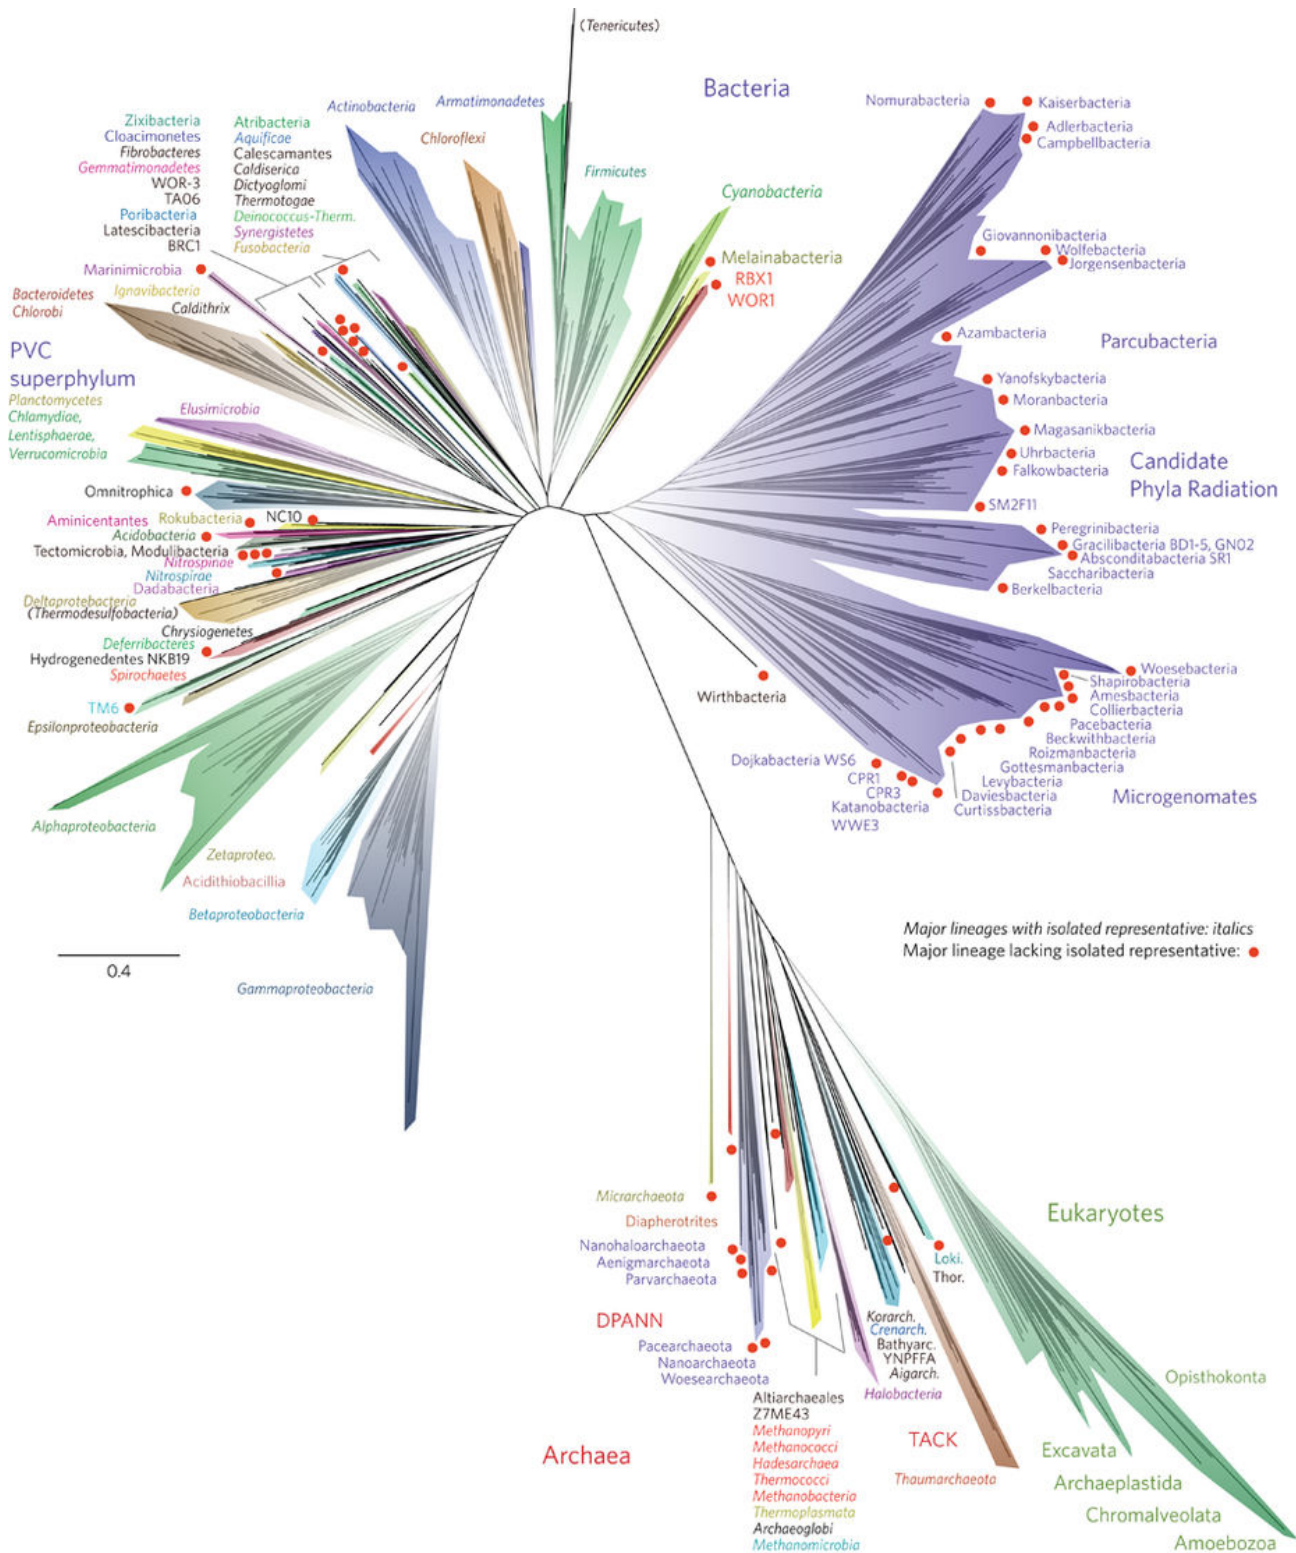 (Tenericutes)
Bacteria
Actinobacteria
Armatimonadetes
Chloroflexi
Firmicutes
Cyanobacteria
Melainabacteria
RBX1
WOR1
Zixibacteria
Cloacimonetes
Fibrobacteres
Gemmatimonadetes
WOR-3
TA06
Poribacteria
Latescibacteria
BRC1
Atribacteria
Aquificae
Calescamantes
Caldiserica
Dictyoglomi
Thermotogae
Deinococcus-Therm.
Synergistetes
Fusobacteria
Marinimicrobia
Ignavibacteria
Caldithrix
Bacteroidetes
Chlorobi
PVC
superphylum
Planctomycetes
Chlamydiae,
Lentisphaerae,
Verrucomicrobia
Elusimicrobia
Omnitrophica
Aminicentantes
Rokubacteria
NC10
Acidobacteria
Tectomicrobia, Modulibacteria
Nitrospinae
Nitrospirae
Dadabacteria
Deltaprotebacteria
(Thermodesulfobacteria)
Chrysiogenetes
Deferribacteres
Hydrogenedentes NKB19
Spirochaetes
TM6
Epsilonproteobacteria
Alphaproteobacteria
Zetaproteo.
Acidithiobacillia
Betaproteobacteria
Gammaproteobacteria
0.4
Nomurabacteria
Kaiserbacteria
Adlerbacteria
Campbellbacteria
Giovannonibacteria
Wolfebacteria
Jorgensenbacteria
Azambacteria
Parcubacteria
Yanofskybacteria
Moranbacteria
Magasanikbacteria
Uhrbacteria
Falkowbacteria
Candidate
Phyla Radiation
SM2F11
Peregrinibacteria
Gracilibacteria BD1-5, GN02
Absconditabacteria SR1
Saccharibacteria
Berkelbacteria
Woesebacteria
Shapirobacteria
Amesbacteria
Collierbacteria
Pacebacteria
Beckwithbacteria
Roizmanbacteria
Gottesmanbacteria
Levybacteria
Daviesbacteria
Curtissbacteria
Microgenomates
Wirthbacteria
Dojkabacteria WS6
CPR1
CPR3
Katanobacteria
WWE3
Major lineages with isolated representative: italics
Major lineage lacking isolated representative:
Micrarchaeota
Diapherotrites
Nanohaloarchaeota
Aenigmarchaeota
Parvarchaeota
DPANN
Pacearchaeota
Nanoarchaeota
Woesearchaeota
Archaea
Altiarchaeales
Z7ME43
Methanopyri
Methanococci
Hadesarchaea
Thermococci
Methanobacteria
Thermoplasmata
Archaeoglobi
Methanomicrobia
Halobacteria
Korarch.
Crenarch.
Bathyarc.
YNPFFA
Aigarch.
TACK
Thaumarchaeota
Loki.
Thor.
Eukaryotes
Opisthokonta
Excavata
Archaeplastida
Chromalveolata
Amoebozoa